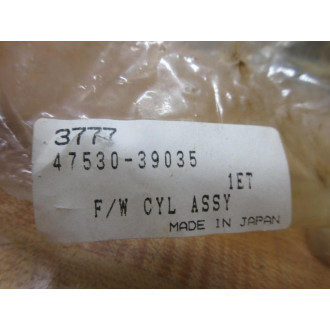 3777
47530-39035
1ET
F/W CYL ASSY
MADE IN JAPAN